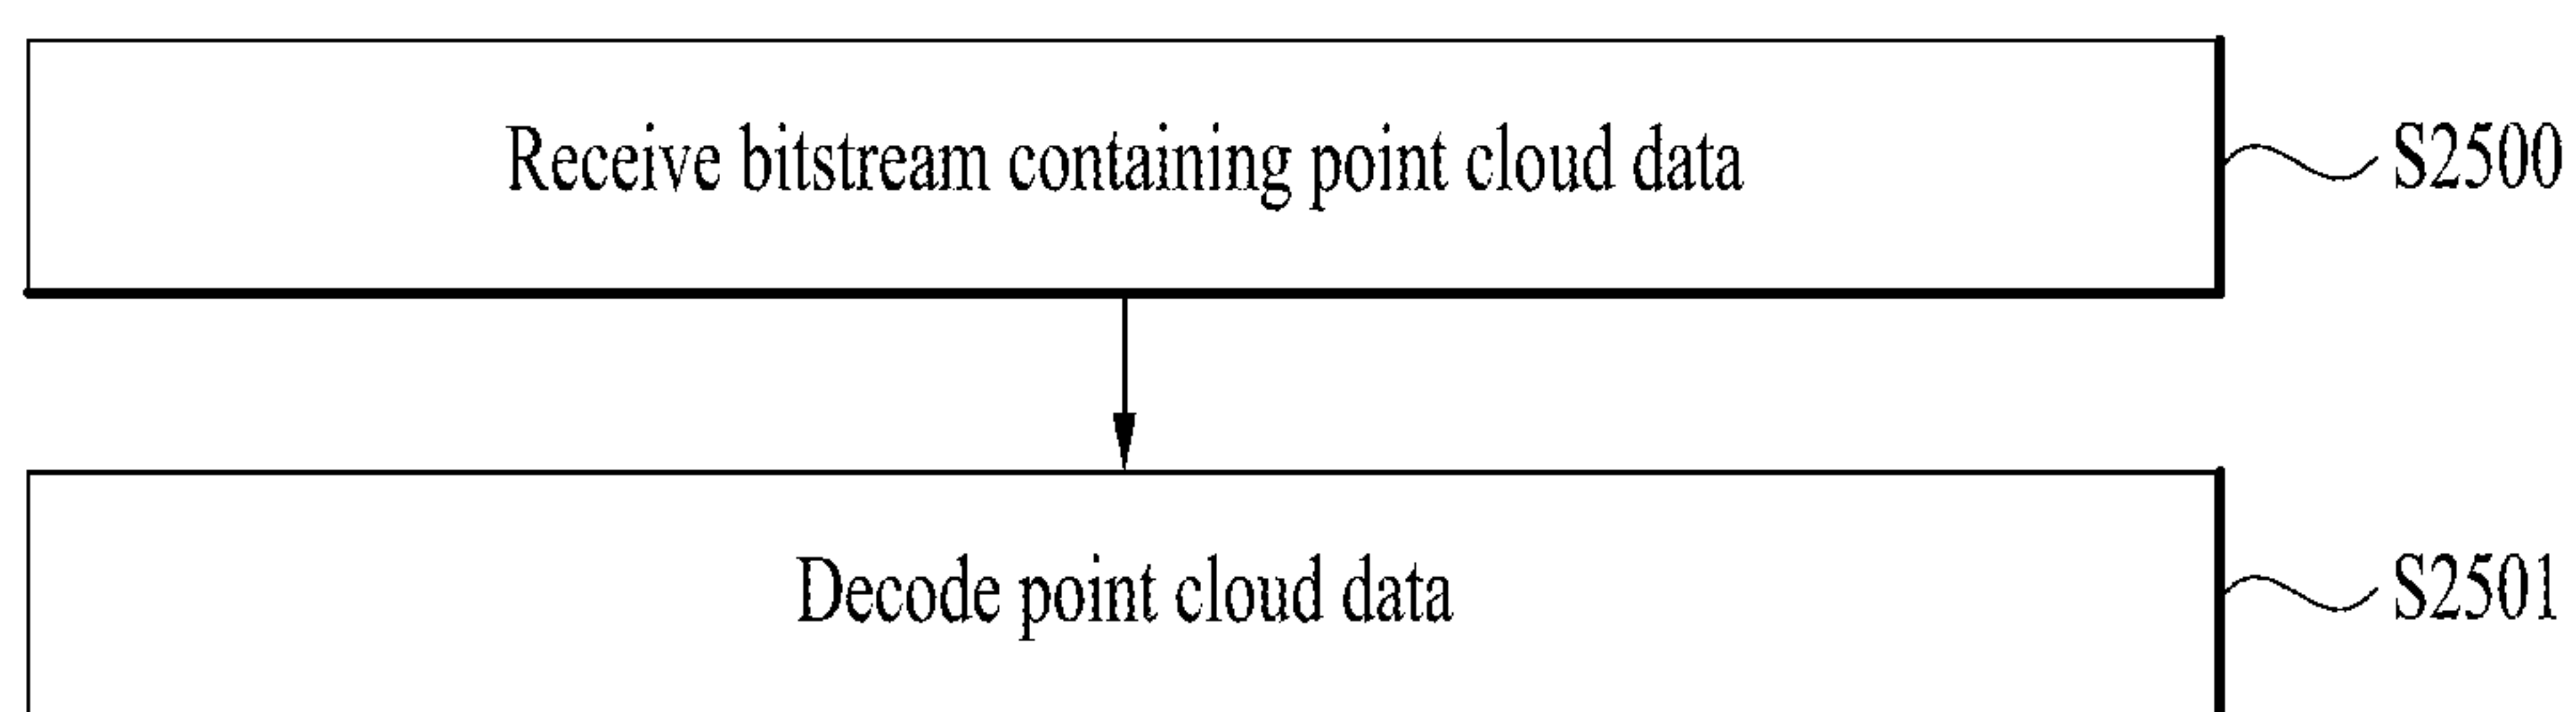 Receive bitstream containing point cloud data
S2500
Decode point cloud data
S2501